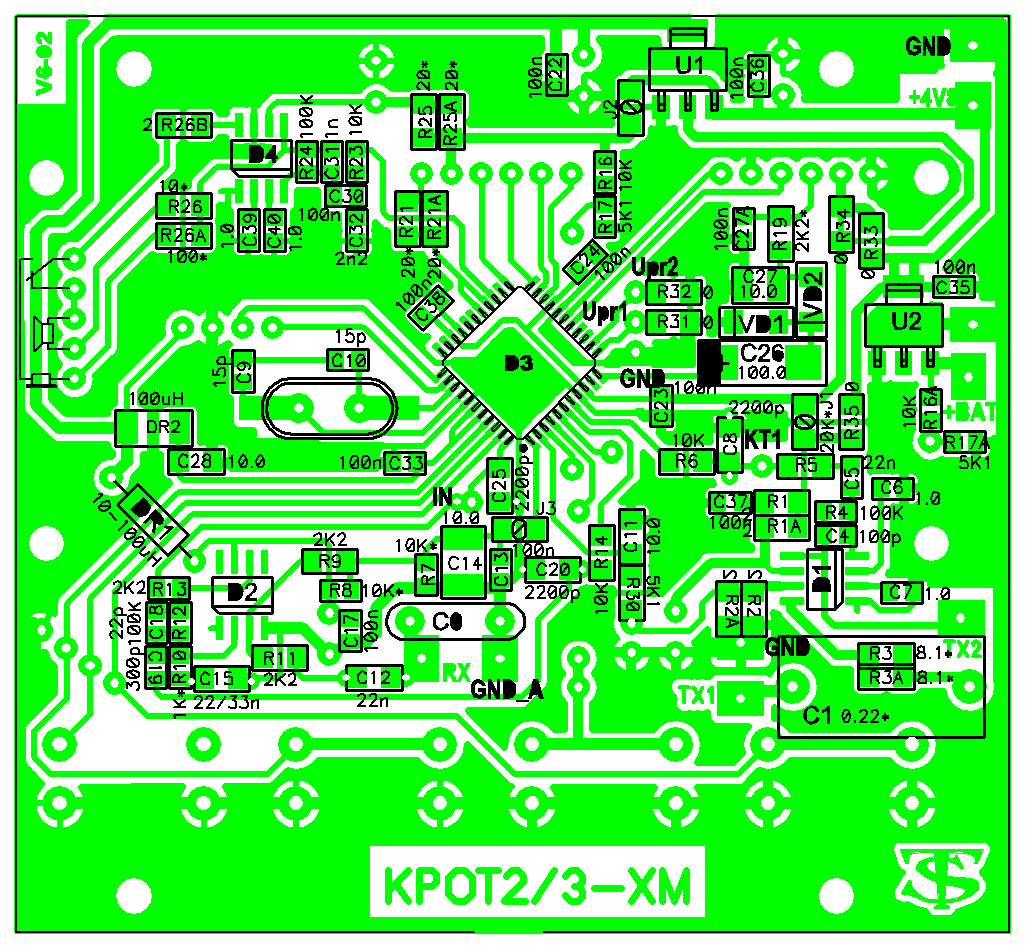 V6-D2
GND
U1
100n
C22
100n
C36
+4V2
J2
0
20*
20*
R25
R25A
2
R26B
100K
1n
10K
D4
R24
C31
R23
C30
100n
10*
R26
R26A
100*
1.0
C39
C40
1.0
C32
2n2
R21
R21A
20*
20*
R16
10K
R17
5K1
C24
100n
100n
C27A
R19
2K2*
R34
0
R33
0
100n
C35
Upr2
R32
0
C27
10.0
VD2
Upr1
R31
0
VD1
U2
100n
C38
15p
C10
15p
C9
D3
+
C26
100.0
GND
100n
C23
2200p
100uH
DR2
C28
10.0
100n
C33
10K
R6
C8
KT1
20K*
J1
0
R35
0
10K
R16A
+BAT
R17A
5K1
R5
C5
22n
C6
1.0
C25
2200p*
IN
DR1
10-100uH
10.0
J3
0
100n
C37
100n
R1
R1A
2
R4
100K
C4
100p
2K2
R9
10K*
R7
C14
C13
C20
2200p
R14
10K
C11
10.0
R30
5K1
D1
C7
1.0
2K2
R13
D2
R8
10K*
22p
C18
R12
100K
C17
100n
C0
S
S
R2A
R2
300p
C19
R10
1K*
R11
2K2
C15
22/33n
C12
22n
RX
GND_A
GND
TX2
R3
8.1*
R3A
8.1*
TX1
C1
0.22*
KPOT2/3-XM